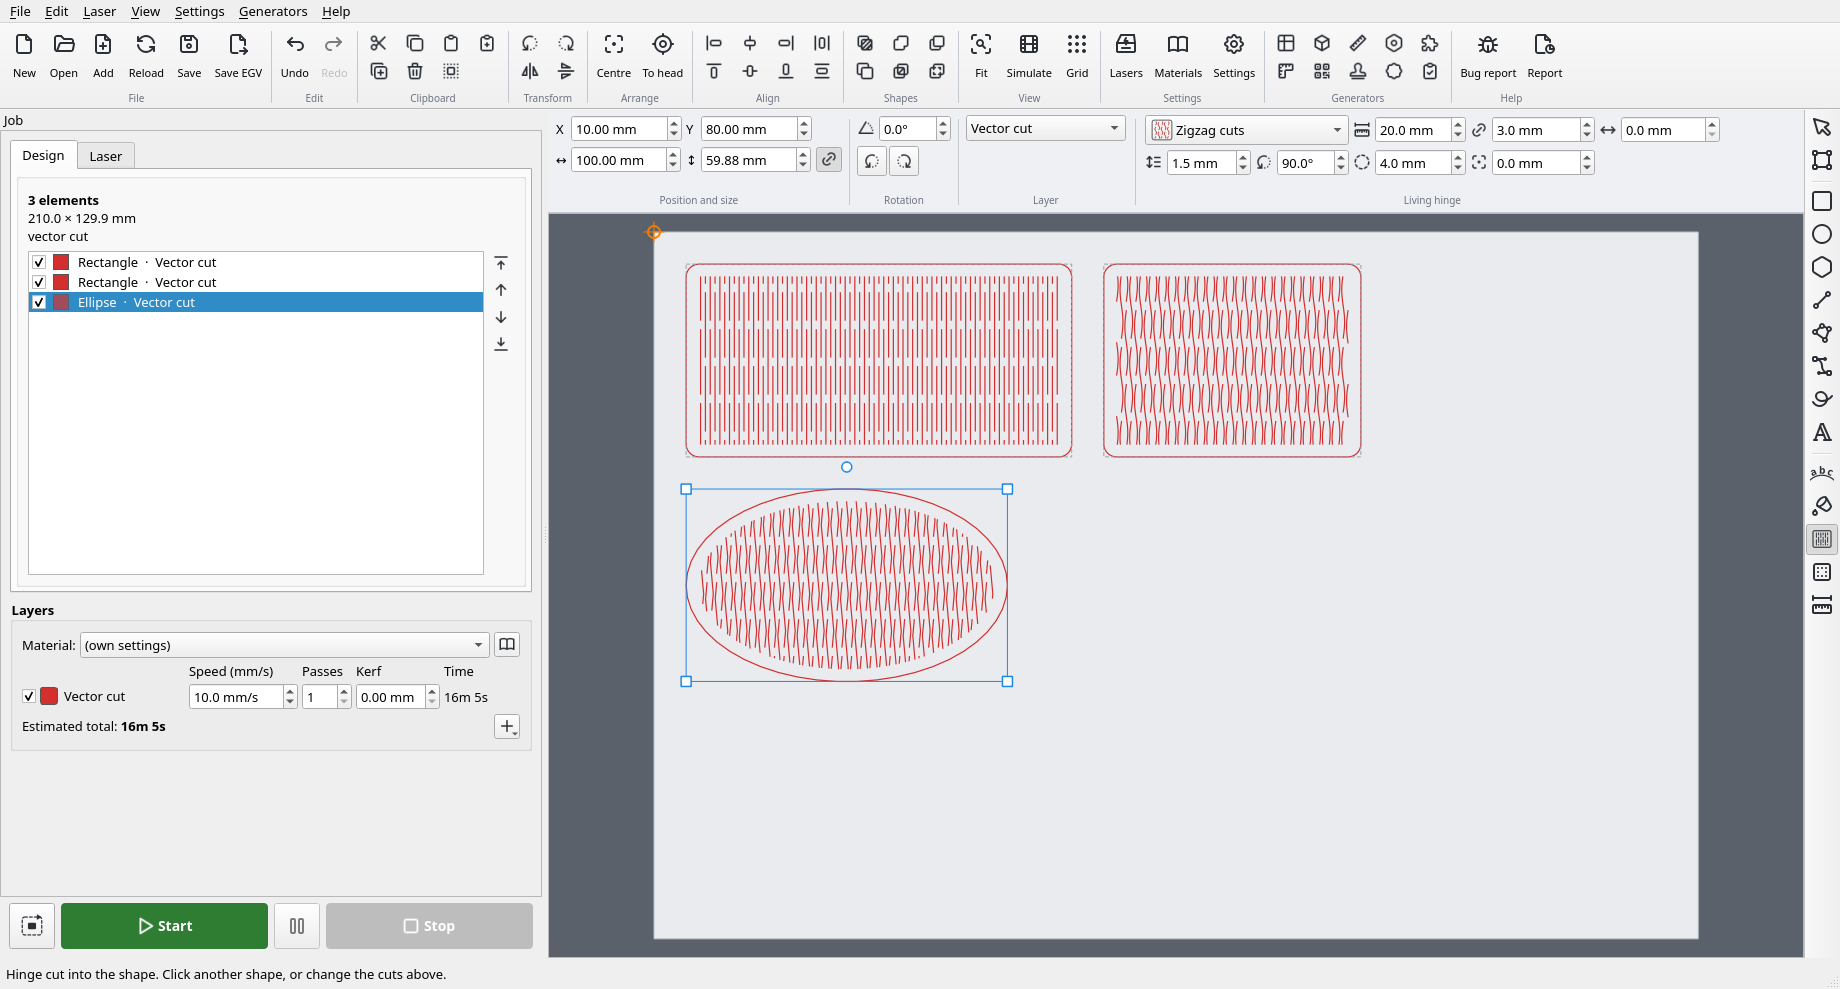 File Edit Laser View Settings Generators Help
New Open Add Reload Save Save EGV Undo Redo Centre To head Fit Simulate Grid Lasers Materials Settings Bug report Report
File Edit Clipboard Transform Arrange Align Shapes View Settings Generators Help
Job
Design Laser
3 elements
210.0 × 129.9 mm
vector cut
Rectangle · Vector cut
Rectangle · Vector cut
Ellipse · Vector cut
Layers
Material: (own settings)
Speed (mm/s) Passes Kerf Time
Vector cut 10.0 mm/s 1 0.00 mm 16m 5s
Estimated total: 16m 5s
Start Stop
Hinge cut into the shape. Click another shape, or change the cuts above.
X 10.00 mm Y 80.00 mm 0.0° Vector cut Zigzag cuts 20.0 mm 3.0 mm 0.0 mm
100.00 mm 59.88 mm 1.5 mm 90.0° 4.0 mm 0.0 mm
Position and size Rotation Layer Living hinge
A
abc